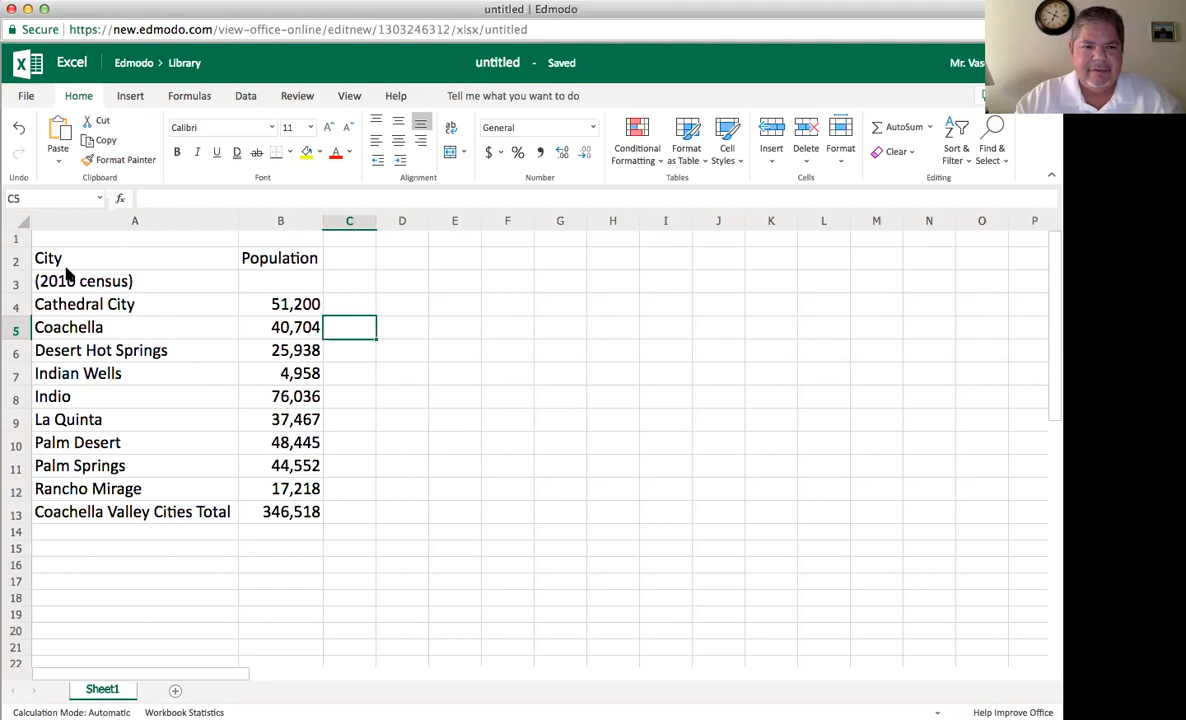 untitled | Edmodo
Secure | https://new.edmodo.com/view-office-online/editnew/1303246312/xlsx/untitled
Excel Edmodo > Library untitled - Saved Mr. Vas
File Home Insert Formulas Data Review View Help Tell me what you want to do
Undo
Paste Cut Copy Format Painter
Clipboard
Calibri 11
B I U D ab A
Font
Alignment
General
$ % , .00
Number
Conditional Formatting Format as Table Cell Styles
Tables
Insert Delete Format
Cells
AutoSum Clear Sort & Filter Find & Select
Editing
C5 fx
A B C D E F G H I J K L M N O P
1
2 City Population
3 (2010 census)
4 Cathedral City 51,200
5 Coachella 40,704
6 Desert Hot Springs 25,938
7 Indian Wells 4,958
8 Indio 76,036
9 La Quinta 37,467
10 Palm Desert 48,445
11 Palm Springs 44,552
12 Rancho Mirage 17,218
13 Coachella Valley Cities Total 346,518
14
15
16
17
18
19
20
21
22
Sheet1
Calculation Mode: Automatic Workbook Statistics Help Improve Office